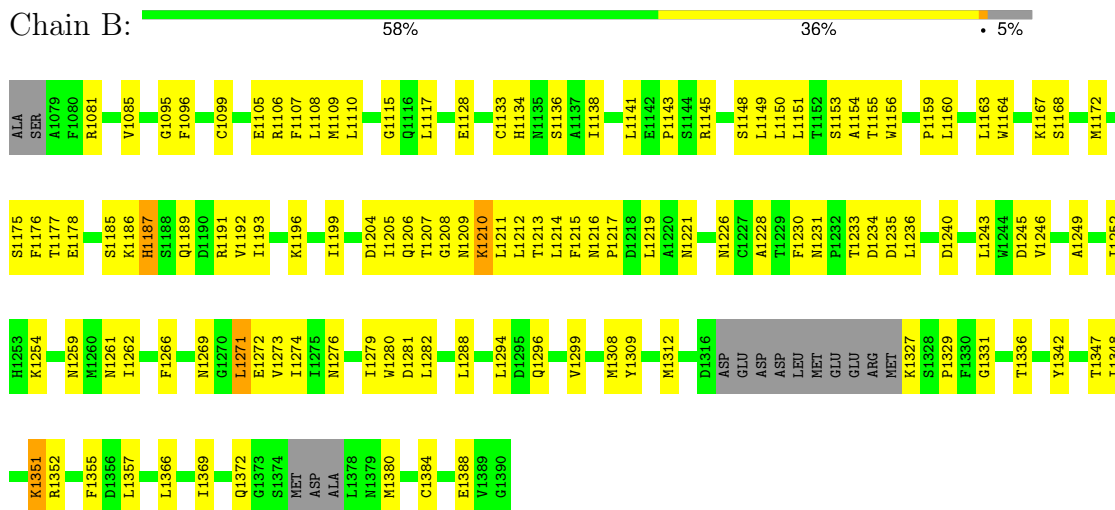 Chain B:
58% 36% • 5%
ALA SER A1079 F1080 R1081 V1085 G1095 F1096 C1099 E1105 R1106 F1107 L1108 M1109 L1110 G1115 Q1116 L1117 E1128 C1133 H1134 N1135 S1136 A1137 I1138 L1141 E1142 P1143 S1144 R1145 S1148 L1149 L1150 L1151 T1152 S1153 A1154 T1155 W1156 P1159 L1160 L1163 W1164 K1167 S1168 M1172
S1175 F1176 T1177 E1178 S1185 K1186 H1187 S1188 Q1189 D1190 R1191 V1192 I1193 K1196 I1199 D1204 I1205 Q1206 T1207 G1208 N1209 K1210 L1211 L1212 T1213 L1214 F1215 N1216 P1217 D1218 L1219 A1220 N1221 N1226 C1227 A1228 T1229 F1230 N1231 P1232 T1233 D1234 D1235 L1236 D1240 L1243 W1244 D1245 V1246 A1249 I1252
H1253 K1254 N1259 M1260 N1261 I1262 F1266 N1269 G1270 L1271 E1272 V1273 I1274 I1275 N1276 I1279 W1280 D1281 L1282 L1288 L1294 D1295 Q1296 V1299 M1308 Y1309 M1312 D1316 ASP GLU ASP ASP LEU MET GLU GLU ARG MET K1327 S1328 P1329 F1330 G1331 T1336 Y1342 T1347 I1348
K1351 R1352 F1355 D1356 L1357 L1366 I1369 Q1372 G1373 S1374 MET ASP ALA L1378 N1379 M1380 C1384 E1388 V1389 G1390